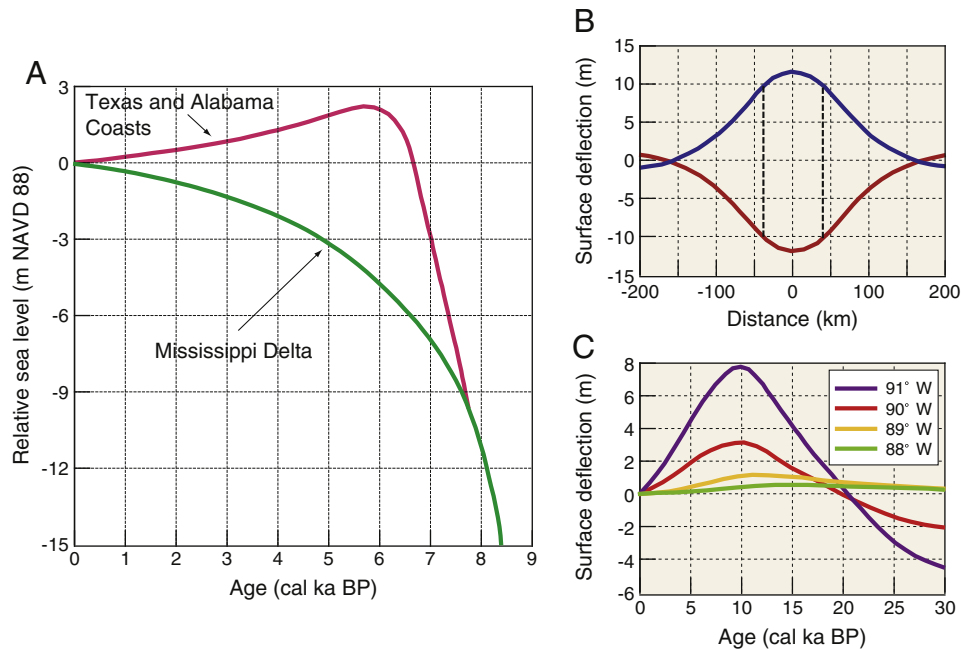 A
Texas and Alabama
Coasts
Mississippi Delta
Relative sea level (m NAVD 88)
3
0
-3
-6
-9
-12
-15
0 1 2 3 4 5 6 7 8 9
Age (cal ka BP)
B
Surface deflection (m)
15
10
5
0
-5
-10
-15
-200 -100 0 100 200
Distance (km)
C
Surface deflection (m)
8
6
4
2
0
-2
-4
-6
91° W
90° W
89° W
88° W
0 5 10 15 20 25 30
Age (cal ka BP)